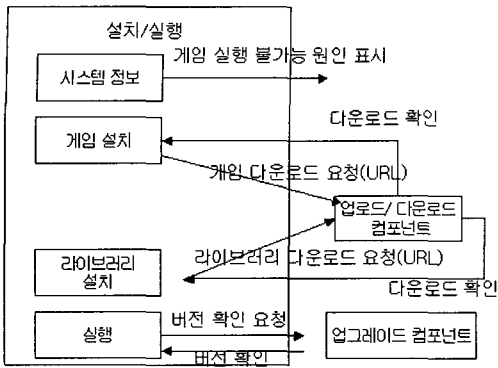 설치/실행
게임 실행 불가능 원인 표시
시스템 정보
다운로드 확인
게임 설치
게임 다운로드 요청(URL)
업로드/다운로드
컴포넌트
라이브러리
설치
라이브러리 다운로드 요청(URL)
다운로드 확인
버전 확인 요청
실행
업그레이드 컴포넌트
버전 확인